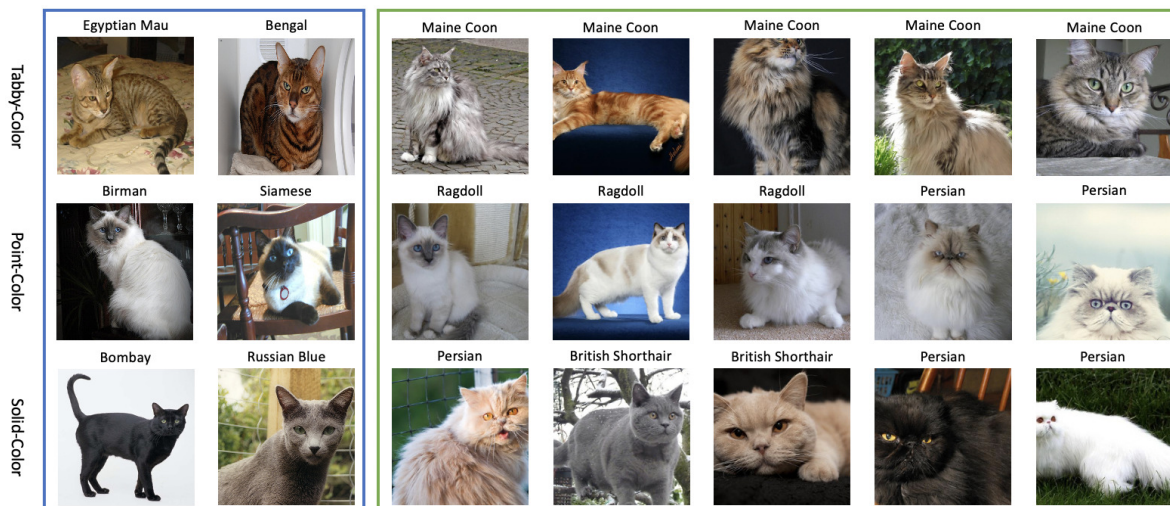 Egyptian Mau Bengal Maine Coon Maine Coon Maine Coon Maine Coon Maine Coon
Tabby-Color
Birman Siamese Ragdoll Ragdoll Ragdoll Persian Persian
Point-Color
Bombay Russian Blue Persian British Shorthair British Shorthair Persian Persian
Solid-Color